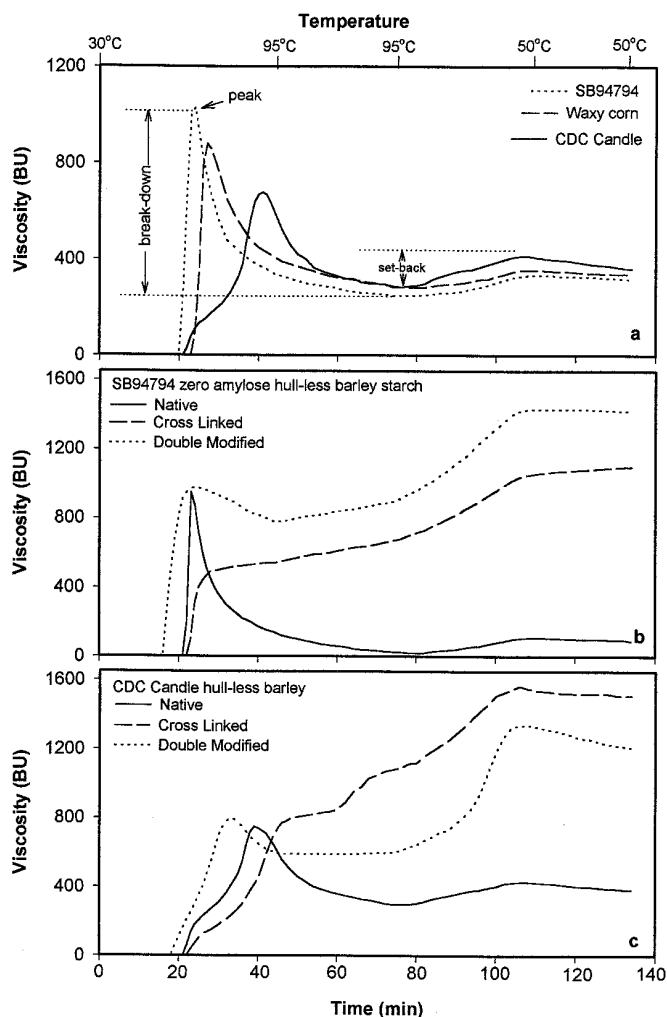 Temperature
30°C 95°C 95°C 50°C 50°C
1200
800
400
0
Viscosity (BU)
peak
break-down
set-back
SB94794
Waxy corn
CDC Candle
a
1600
1200
800
400
0
Viscosity (BU)
SB94794 zero amylose hull-less barley starch
Native
Cross Linked
Double Modified
b
1600
1200
800
400
0
Viscosity (BU)
CDC Candle hull-less barley
Native
Cross Linked
Double Modified
c
0 20 40 60 80 100 120 140
Time (min)